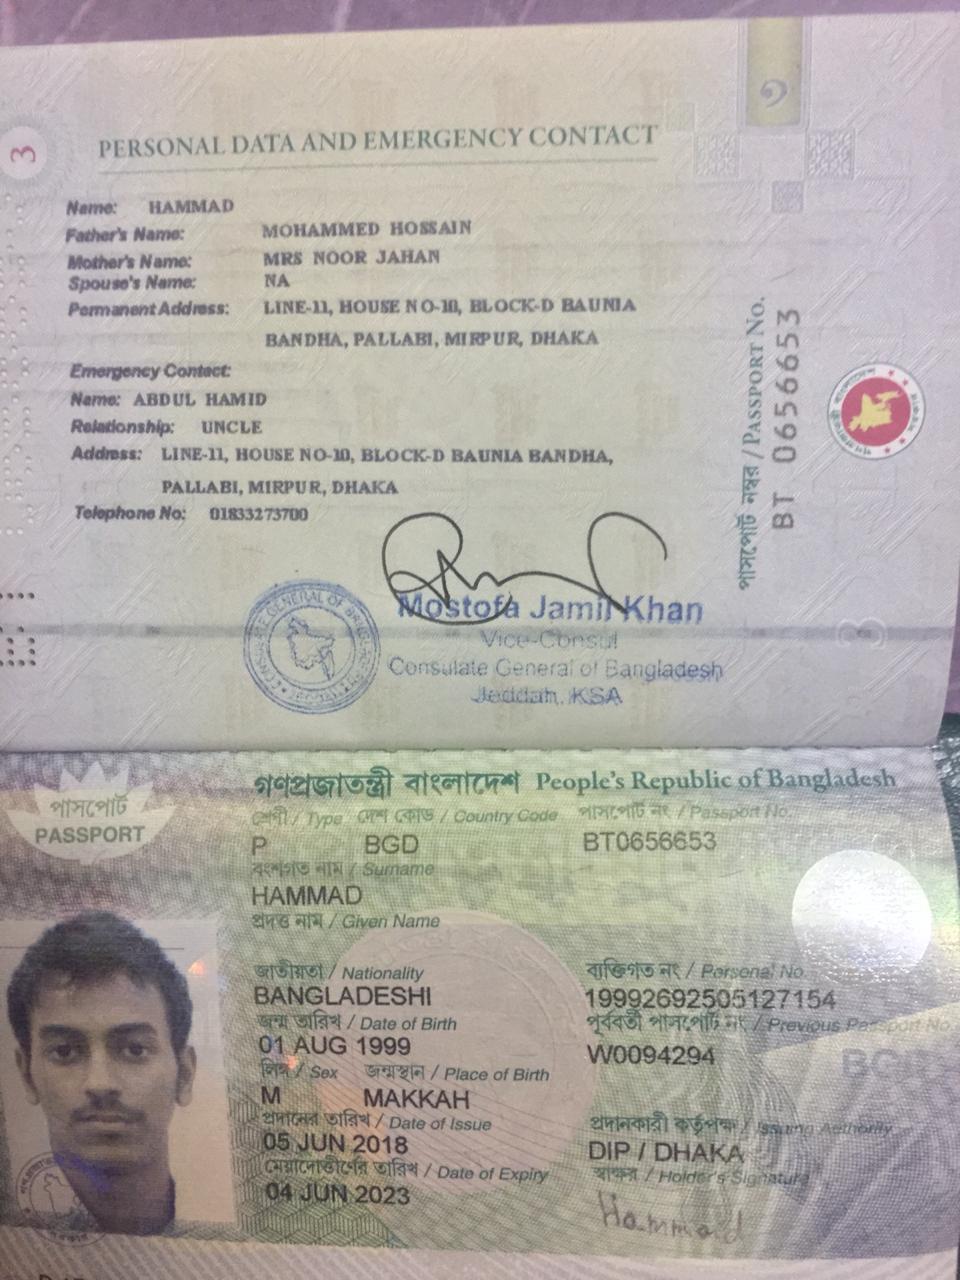 3
PERSONAL DATA AND EMERGENCY CONTACT
Name: HAMMAD
Father's Name: MOHAMMED HOSSAIN
Mother's Name: MRS NOOR JAHAN
Spouse's Name: NA
Permanent Address: LINE-11, HOUSE NO-10, BLOCK-D BAUNIA
BANDHA, PALLABI, MIRPUR, DHAKA
Emergency Contact:
Name: ABDUL HAMID
Relationship: UNCLE
Address: LINE-11, HOUSE NO-10, BLOCK-D BAUNIA BANDHA,
PALLABI, MIRPUR, DHAKA
Telephone No: 01833273700
Mostofa Jamil Khan
Vice-Consul
Consulate General of Bangladesh
Jeddah, KSA
পাসপোর্ট নম্বর / PASSPORT No.
BT 0656653
গণপ্রজাতন্ত্রী বাংলাদেশ People's Republic of Bangladesh
পাসপোর্ট
PASSPORT
শ্রেণী / Type দেশ কোড / Country Code পাসপোর্ট নং / Passport No.
P BGD BT0656653
বংশগত নাম / Surname
HAMMAD
প্রদত্ত নাম / Given Name
জাতীয়তা / Nationality ব্যক্তিগত নং / Personal No.
BANGLADESHI 19992692505127154
জন্ম তারিখ / Date of Birth পূর্ববর্তী পাসপোর্ট নং / Previous Passport No.
01 AUG 1999 W0094294
লিঙ্গ / Sex জন্মস্থান / Place of Birth
M MAKKAH
প্রদানের তারিখ / Date of Issue প্রদানকারী কর্তৃপক্ষ / Issuing Authority
05 JUN 2018 DIP / DHAKA
মেয়াদোত্তীর্ণের তারিখ / Date of Expiry স্বাক্ষর / Holder's Signature
04 JUN 2023 Hammad